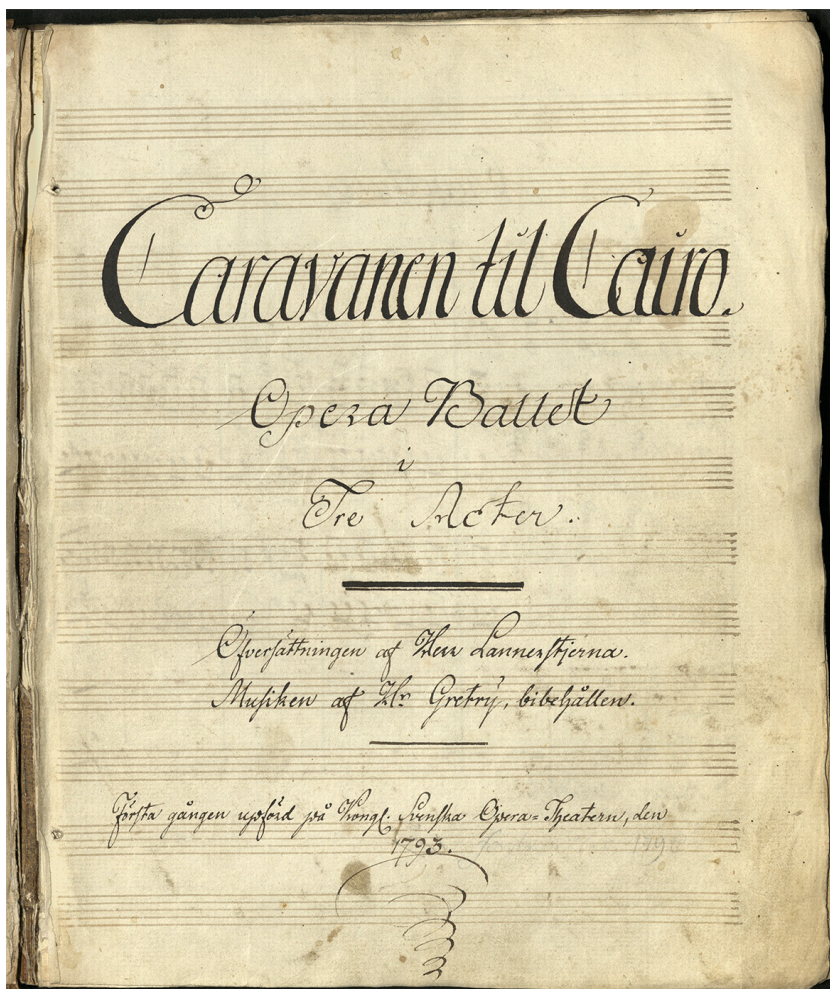 Caravanen til Cairo.
Opera Ballet
i
Tre Acter.
Öfversättningen af Herr Lannerstjerna.
Musiken af Hr Gretrÿ, bibehållen.
Första gången upförd på Kongl. Svenska Opera=Theatern, den
1793.